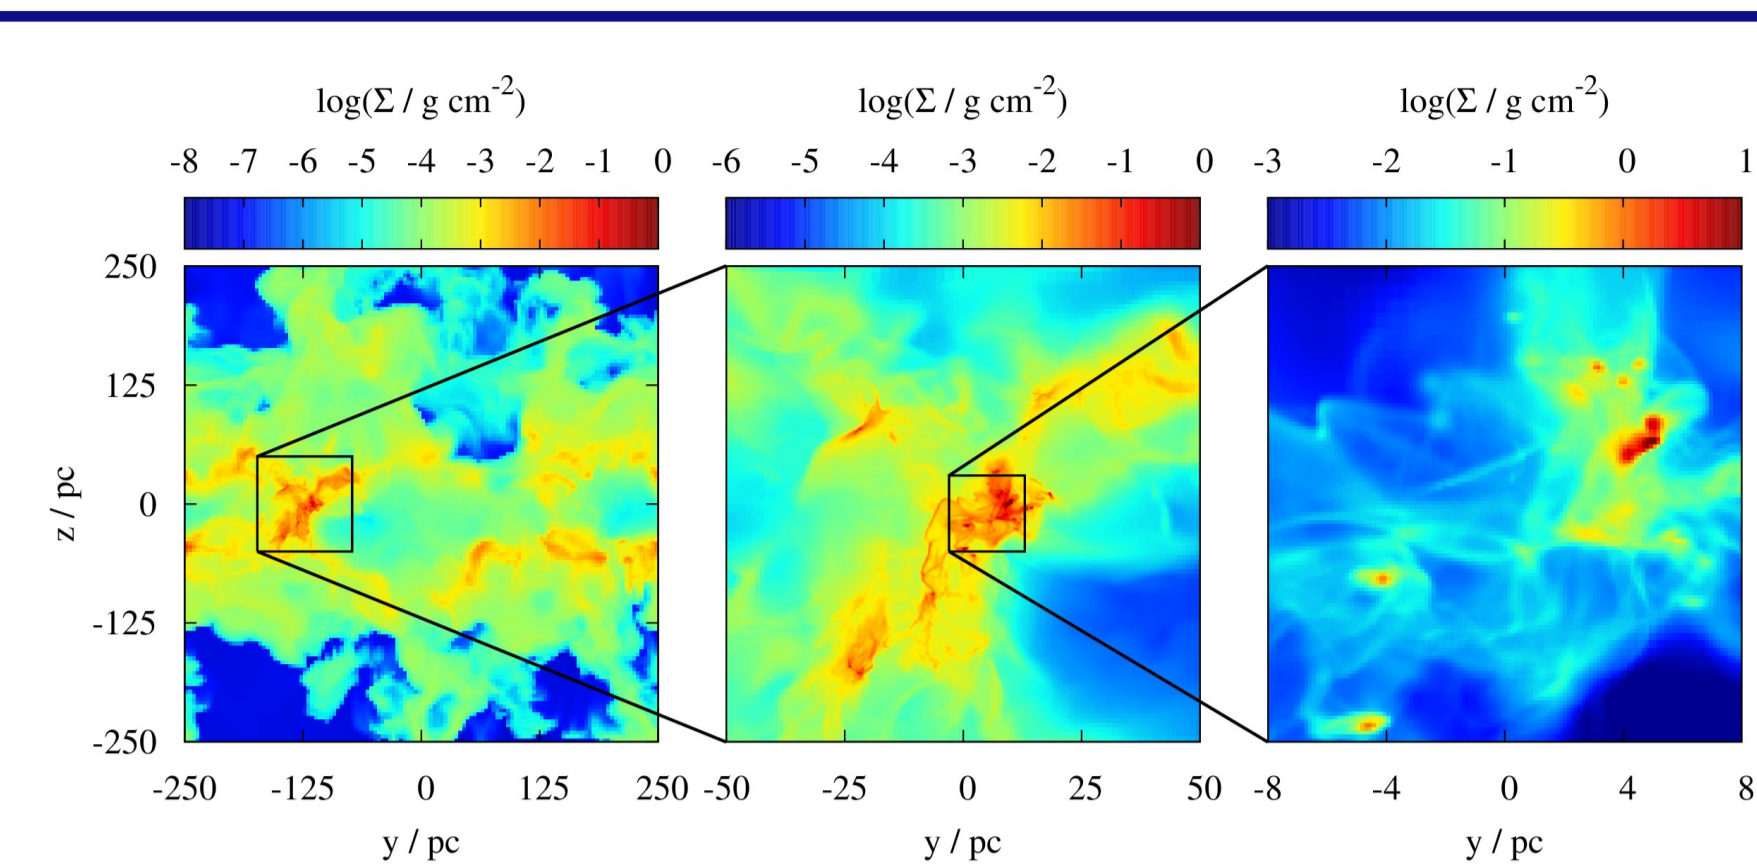 log(Σ / g cm⁻²) log(Σ / g cm⁻²) log(Σ / g cm⁻²)
-8 -7 -6 -5 -4 -3 -2 -1 0 -6 -5 -4 -3 -2 -1 0 -3 -2 -1 0 1
250
125
z / pc
0
-125
-250
-250 -125 0 125 250 -50 -25 0 25 50 -8 -4 0 4 8
y / pc y / pc y / pc